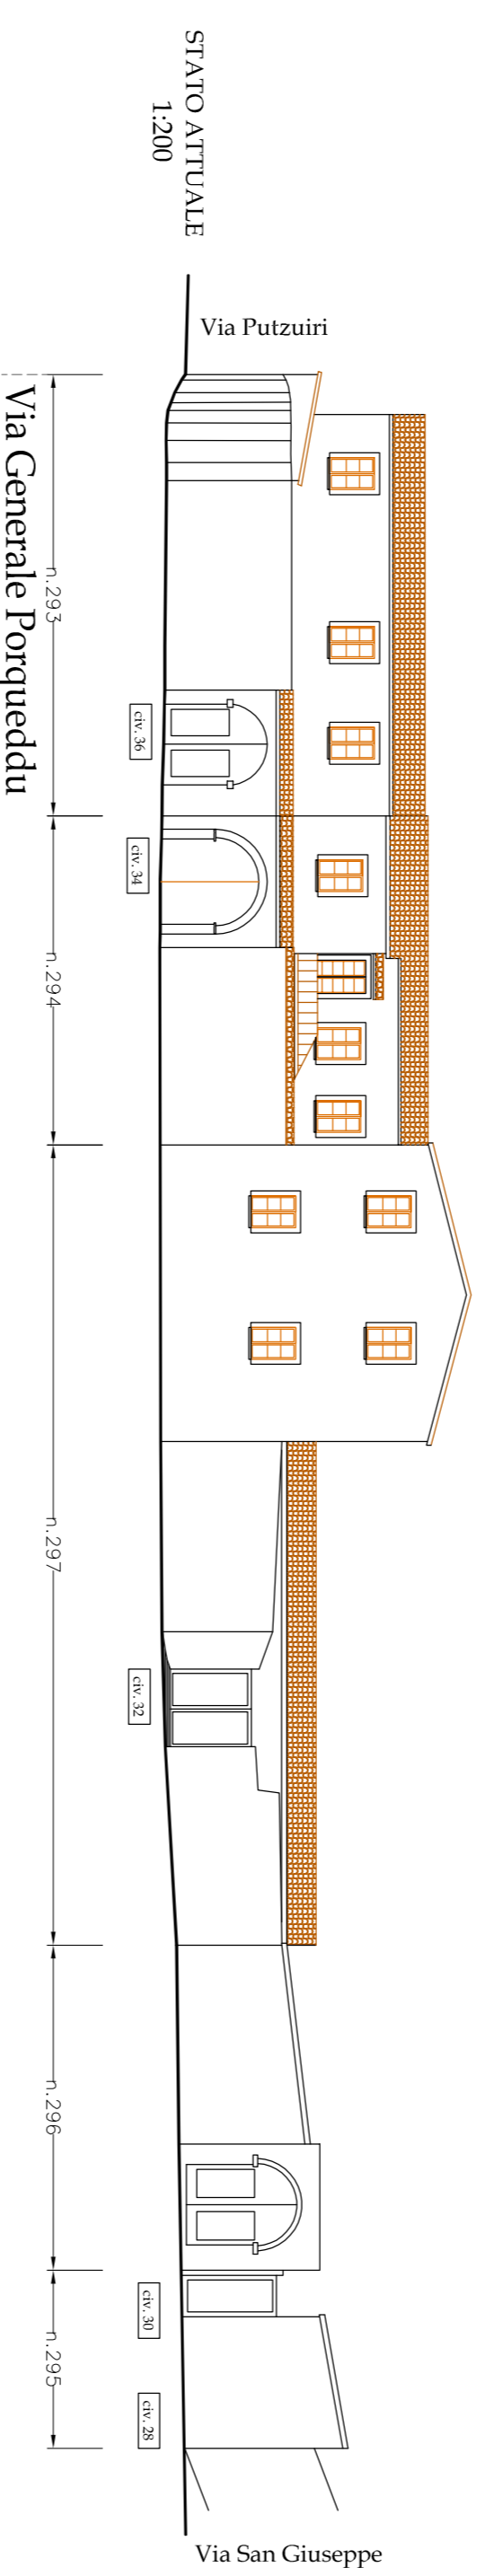 STATO ATTUALE
1:200
Via Putzuiri
civ. 36
civ. 34
civ. 32
civ. 30
civ. 28
Via San Giuseppe
n.293
n.294
n.297
n.296
n.295
Via Generale Porqueddu